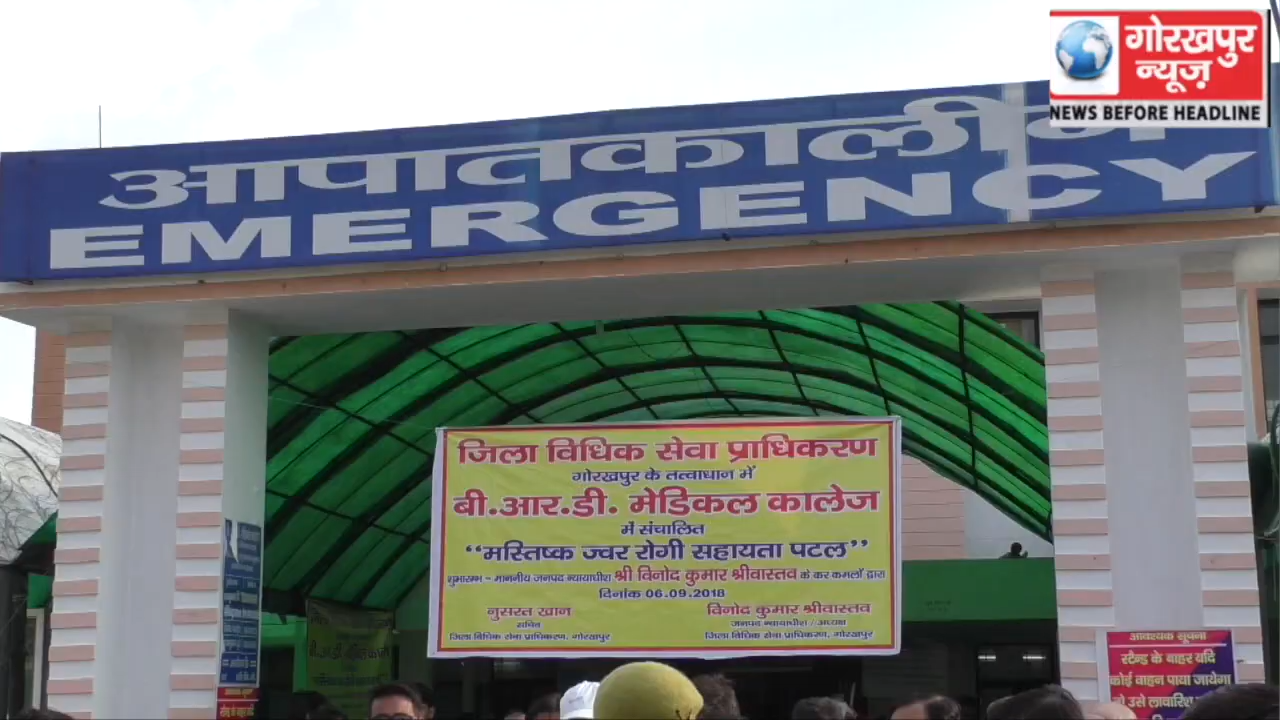 गोरखपुर
न्यूज़
NEWS BEFORE HEADLINE
आपातकालीन
EMERGENCY
जिला विधिक सेवा प्राधिकरण
गोरखपुर के तत्वाधान में
बी.आर.डी. मेडिकल कालेज
में संचालित
“मस्तिष्क ज्वर रोगी सहायता पटल”
शुभारम्भ - माननीय जनपद न्यायाधीश श्री विनोद कुमार श्रीवास्तव के कर कमलों द्वारा
दिनांक 06.09.2018
नुसरत खान
सचिव
जिला विधिक सेवा प्राधिकरण, गोरखपुर
विनोद कुमार श्रीवास्तव
जनपद न्यायाधीश / अध्यक्ष
जिला विधिक सेवा प्राधिकरण, गोरखपुर
आवश्यक सूचना
स्टैन्ड के बाहर यदि
कोई वाहन पाया जायेगा
तो उसे लावारिस